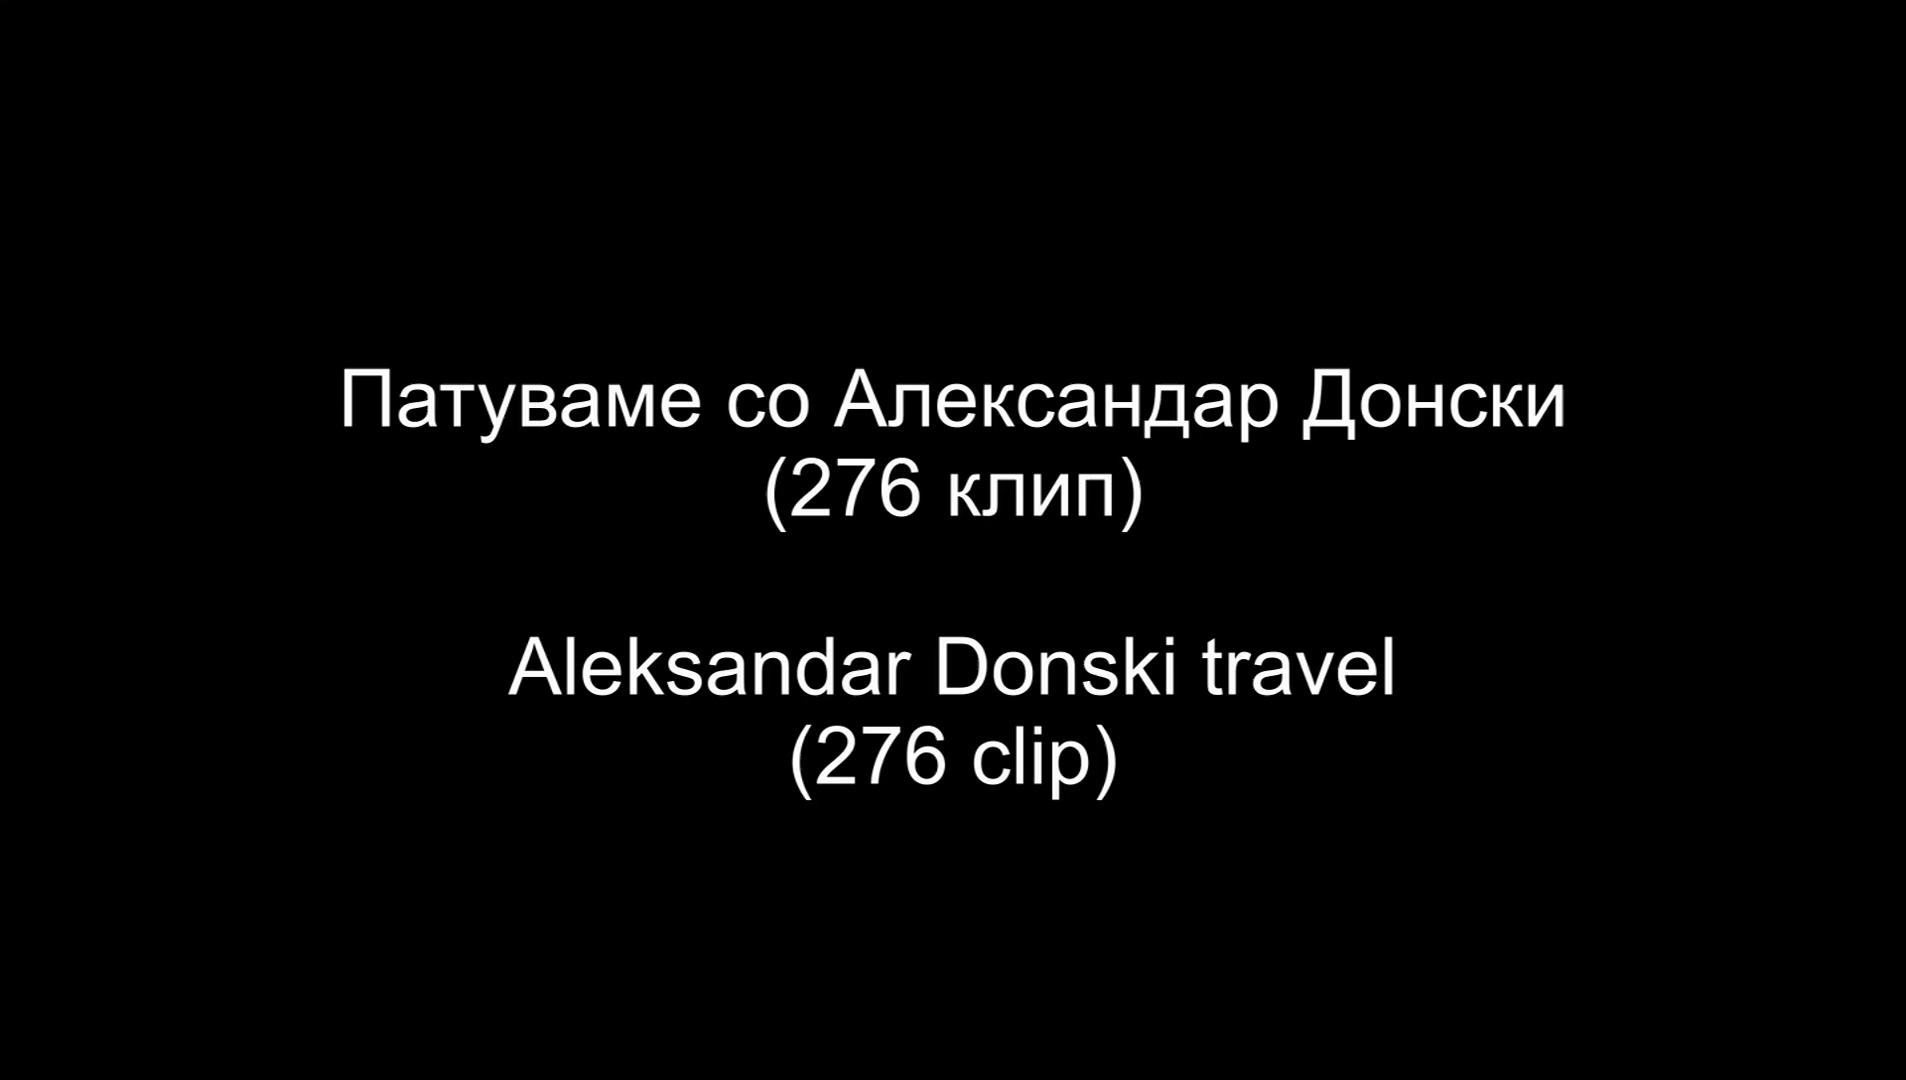 Патуваме со Александар Донски
(276 клип)
Aleksandar Donski travel
(276 clip)